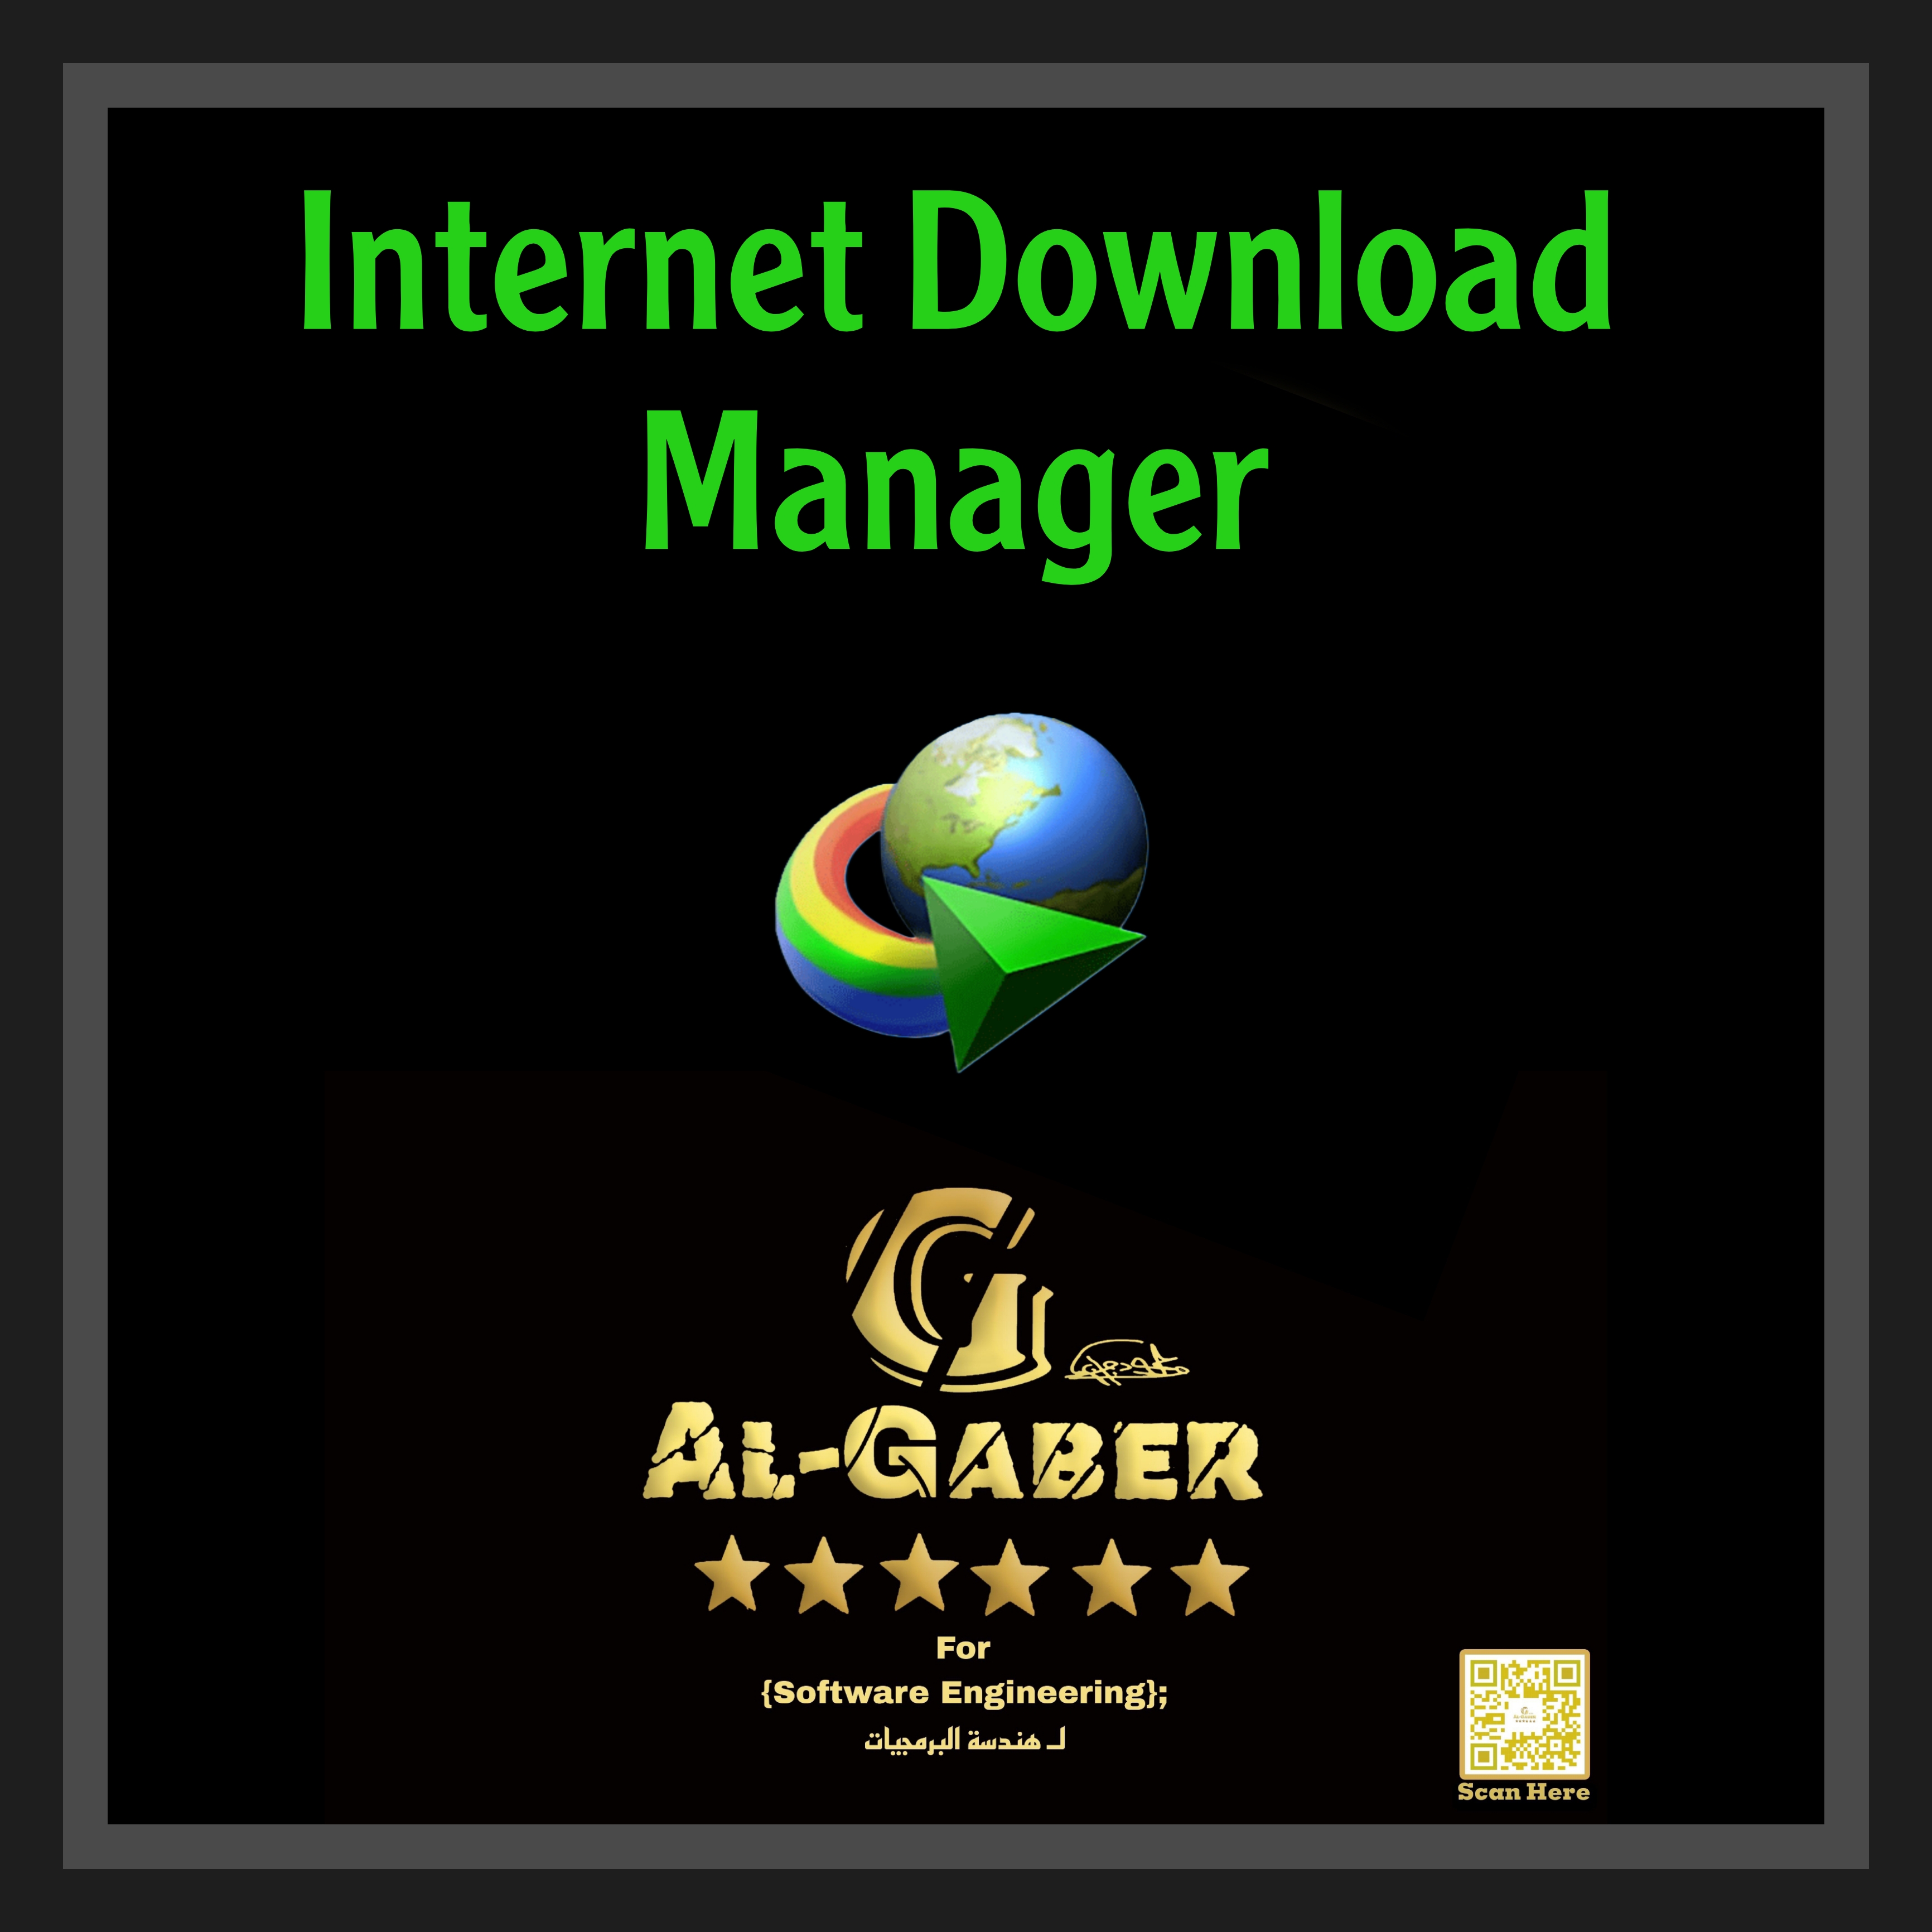 Internet Download
Manager
AL-GABER
For
{Software Engineering};
لـ هندسة البرمجيات
Scan Here